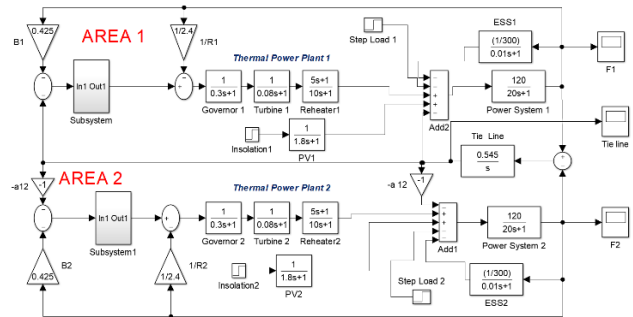 ESS1
0.425
AREA 1
1/2.4
Step Load 1
(1/300)
0.01s+1
B1
1/R1
F1
Thermal Power Plant 1
In1 Out1
1
0.3s+1
1
0.08s+1
5s+1
10s+1
120
20s+1
Subsystem
Governor 1
Turbine 1
Reheater1
Add2
Power System 1
1
1.8s+1
Insolation1
PV1
Tie Line
0.545
s
Tie line
-a12
-1
AREA 2
Thermal Power Plant 2
-a 12
-1
In1 Out1
1
0.3s+1
1
0.08s+1
5s+1
10s+1
120
20s+1
Subsystem1
Governor 2
Turbine 2
Reheater2
Add1
Power System 2
F2
0.425
B2
1/2.4
1/R2
1
1.8s+1
Insolation2
PV2
Step Load 2
(1/300)
0.01s+1
ESS2